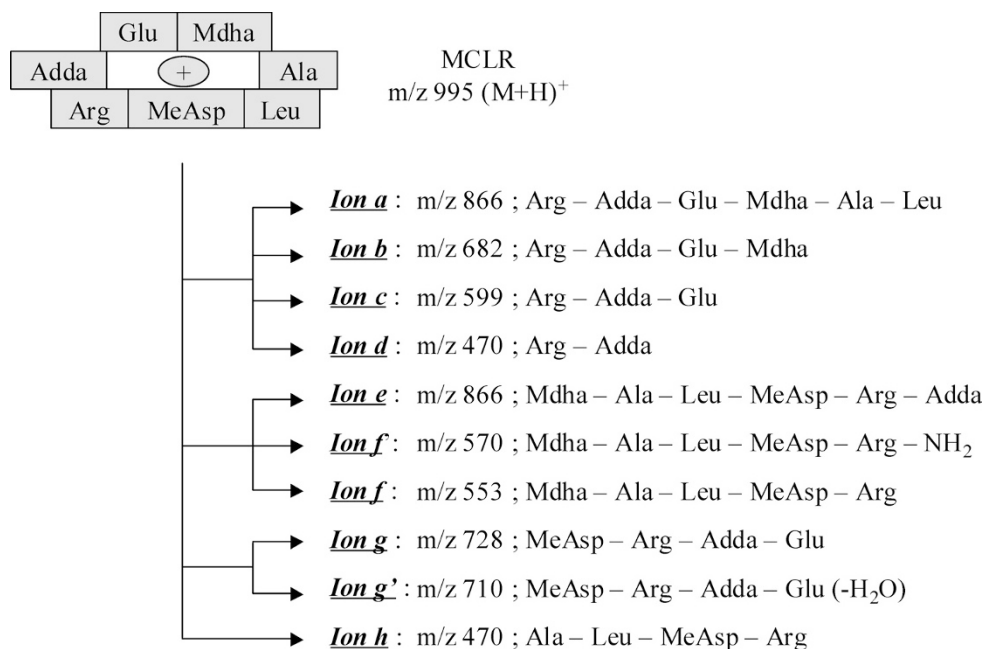 Glu Mdha
Adda + Ala
Arg MeAsp Leu
MCLR
m/z 995 (M+H)⁺
Ion a : m/z 866 ; Arg – Adda – Glu – Mdha – Ala – Leu
Ion b : m/z 682 ; Arg – Adda – Glu – Mdha
Ion c : m/z 599 ; Arg – Adda – Glu
Ion d : m/z 470 ; Arg – Adda
Ion e : m/z 866 ; Mdha – Ala – Leu – MeAsp – Arg – Adda
Ion f' : m/z 570 ; Mdha – Ala – Leu – MeAsp – Arg – NH₂
Ion f : m/z 553 ; Mdha – Ala – Leu – MeAsp – Arg
Ion g : m/z 728 ; MeAsp – Arg – Adda – Glu
Ion g' : m/z 710 ; MeAsp – Arg – Adda – Glu (-H₂O)
Ion h : m/z 470 ; Ala – Leu – MeAsp – Arg